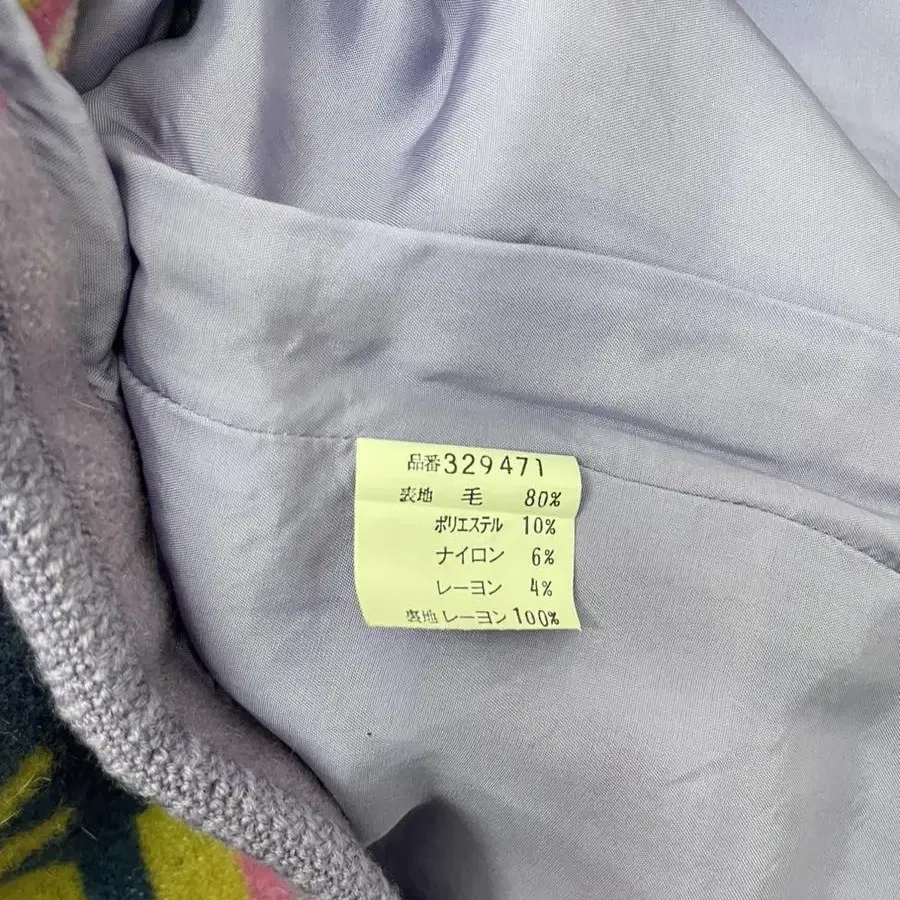 品番329471
表地 毛 80%
ポリエステル 10%
ナイロン 6%
レーヨン 4%
裏地 レーヨン 100%